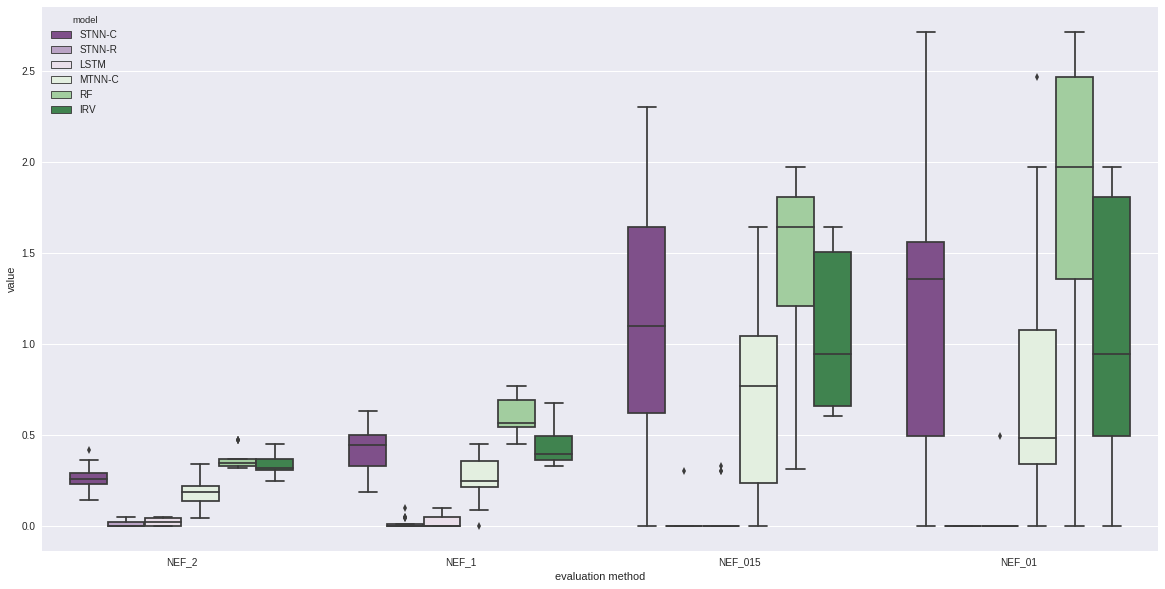 model
STNN-C
STNN-R
LSTM
MTNN-C
RF
IRV
2.5
2.0
1.5
1.0
0.5
0.0
value
NEF_2 NEF_1 NEF_015 NEF_01
evaluation method